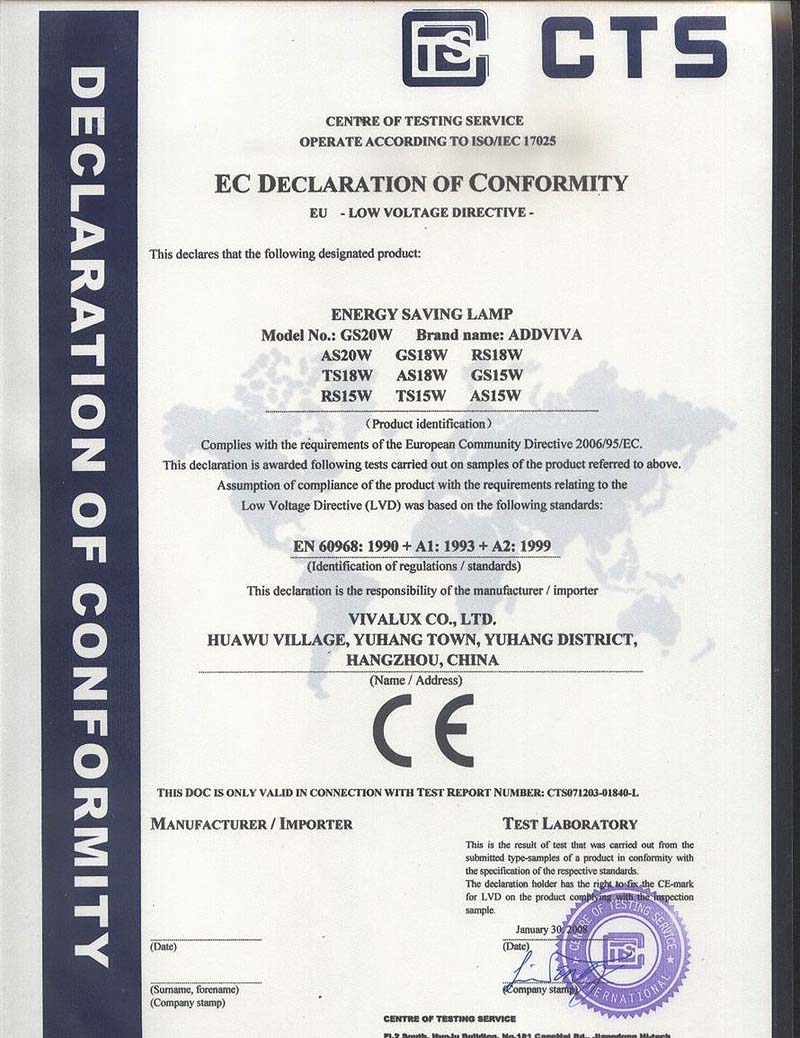 DECLARATION OF CONFORMITY
CTS
CTS
CENTRE OF TESTING SERVICE
OPERATE ACCORDING TO ISO/IEC 17025
EC DECLARATION OF CONFORMITY
EU - LOW VOLTAGE DIRECTIVE -
This declares that the following designated product:
ENERGY SAVING LAMP
Model No.: GS20W Brand name: ADDVIVA
AS20W GS18W RS18W
TS18W AS18W GS15W
RS15W TS15W AS15W
(Product identification)
Complies with the requirements of the European Community Directive 2006/95/EC.
This declaration is awarded following tests carried out on samples of the product referred to above.
Assumption of compliance of the product with the requirements relating to the
Low Voltage Directive (LVD) was based on the following standards:
EN 60968: 1990 + A1: 1993 + A2: 1999
(Identification of regulations / standards)
This declaration is the responsibility of the manufacturer / importer
VIVALUX CO., LTD.
HUAWU VILLAGE, YUHANG TOWN, YUHANG DISTRICT,
HANGZHOU, CHINA
(Name / Address)
CE
THIS DOC IS ONLY VALID IN CONNECTION WITH TEST REPORT NUMBER: CTS071203-01840-L
MANUFACTURER / IMPORTER
TEST LABORATORY
This is the result of test that was carried out from the
submitted type-samples of a product in conformity with
the specification of the respective standards.
The declaration holder has the right to fix the CE-mark
for LVD on the product complying with the inspection
sample.
January 30, 2008
(Date)
(Date)
(Surname, forename)
(Company stamp)
(Company stamp)
CENTRE OF TESTING SERVICE
INTERNATIONAL
CTS
CENTRE OF TESTING SERVICE